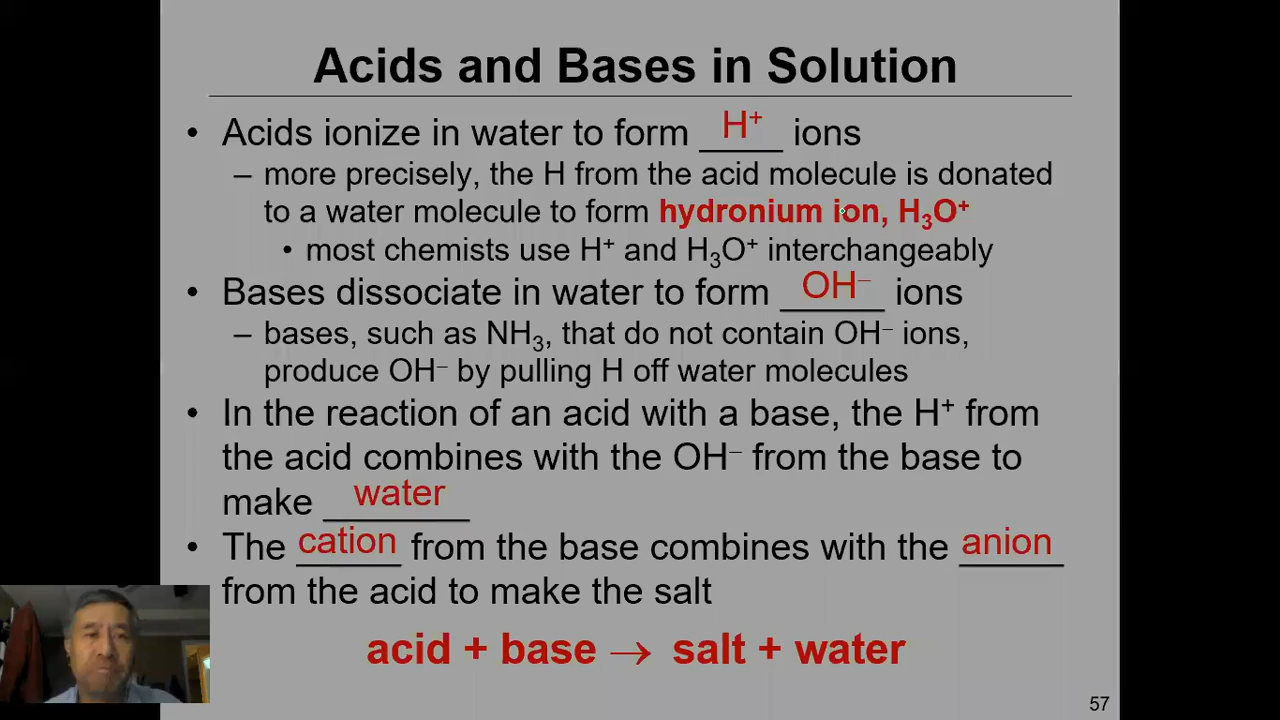 Acids and Bases in Solution
• Acids ionize in water to form H⁺ ions
– more precisely, the H from the acid molecule is donated
to a water molecule to form hydronium ion, H₃O⁺
• most chemists use H⁺ and H₃O⁺ interchangeably
• Bases dissociate in water to form OH⁻ ions
– bases, such as NH₃, that do not contain OH⁻ ions,
produce OH⁻ by pulling H off water molecules
• In the reaction of an acid with a base, the H⁺ from
the acid combines with the OH⁻ from the base to
make water
• The cation from the base combines with the anion
from the acid to make the salt
acid + base → salt + water
57